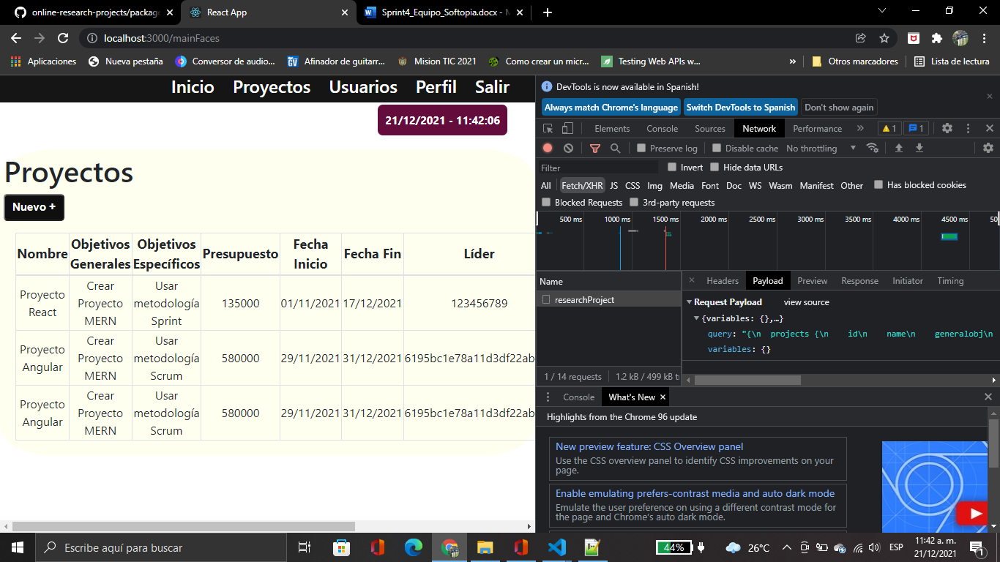 online-research-projects/package
React App
Sprint4_Equipo_Softopia.docx - M
localhost:3000/mainFaces
Aplicaciones
Nueva pestaña
Conversor de audio...
Afinador de guitarr...
Mision TIC 2021
Como crear un micr...
Testing Web APIs w...
»
Otros marcadores
Lista de lectura
Inicio Proyectos Usuarios Perfil Salir
21/12/2021 - 11:42:06
Proyectos
Nuevo +
Nombre Objetivos Generales Objetivos Específicos Presupuesto Fecha Inicio Fecha Fin Líder
Proyecto React Crear Proyecto MERN Usar metodología Sprint 135000 01/11/2021 17/12/2021 123456789
Proyecto Angular Crear Proyecto MERN Usar metodología Scrum 580000 29/11/2021 31/12/2021 6195bc1e78a11d3df22ab
Proyecto Angular Crear Proyecto MERN Usar metodología Scrum 580000 29/11/2021 31/12/2021 6195bc1e78a11d3df22ab
DevTools is now available in Spanish!
Always match Chrome's language Switch DevTools to Spanish Don't show again
Elements Console Sources Network Performance » 1 1
Preserve log Disable cache No throttling
Filter Invert Hide data URLs
All Fetch/XHR JS CSS Img Media Font Doc WS Wasm Manifest Other Has blocked cookies
Blocked Requests 3rd-party requests
500 ms 1000 ms 1500 ms 2000 ms 2500 ms 3000 ms 3500 ms 4000 ms 4500 ms 50
Name
researchProject
1 / 14 requests 1.2 kB / 499 kB tr
Headers Payload Preview Response Initiator Timing
Request Payload view source
{variables: {},…}
query: "{\n projects {\n id\n name\n generalobj\n
variables: {}
Console What's New
Highlights from the Chrome 96 update
New preview feature: CSS Overview panel
Use the CSS overview panel to identify CSS improvements on your
page.
Enable emulating prefers-contrast media and auto dark mode
Emulate the user preference on using a different contrast mode for
the page and Chrome's auto dark mode.
Escribe aquí para buscar
44%
26°C
ESP
11:42 a. m.
21/12/2021
1